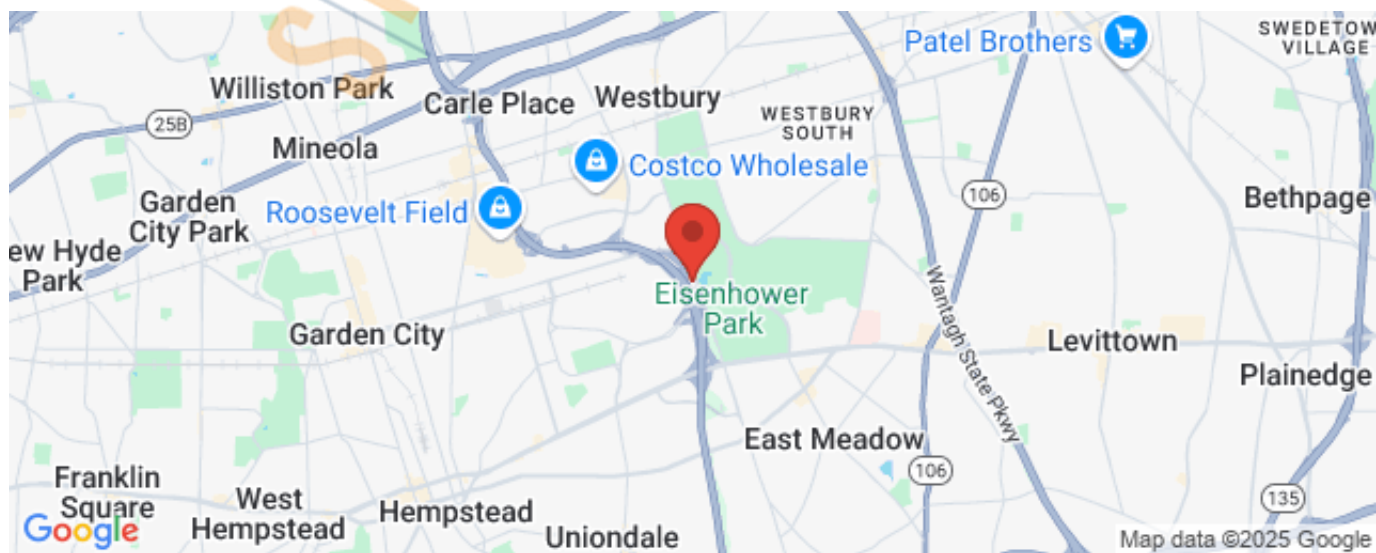 SWEDETOW
VILLAGE
Patel Brothers
Williston Park
Carle Place
Westbury
25B
WESTBURY
SOUTH
Mineola
Costco Wholesale
106
Bethpage
Garden
City Park
Roosevelt Field
ew Hyde
Park
Eisenhower
Park
Wantagh State Pkwy
Garden City
Levittown
Plainedge
East Meadow
106
Franklin
Square
West
Hempstead
Hempstead
Uniondale
135
Google
Map data ©2025 Google